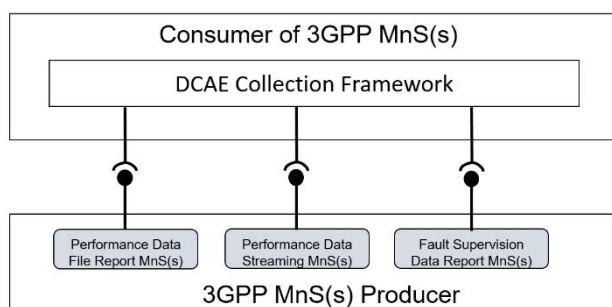 Consumer of 3GPP MnS(s)
DCAE Collection Framework
Performance Data
File Report MnS(s)
Performance Data
Streaming MnS(s)
Fault Supervision
Data Report MnS(s)
3GPP MnS(s) Producer